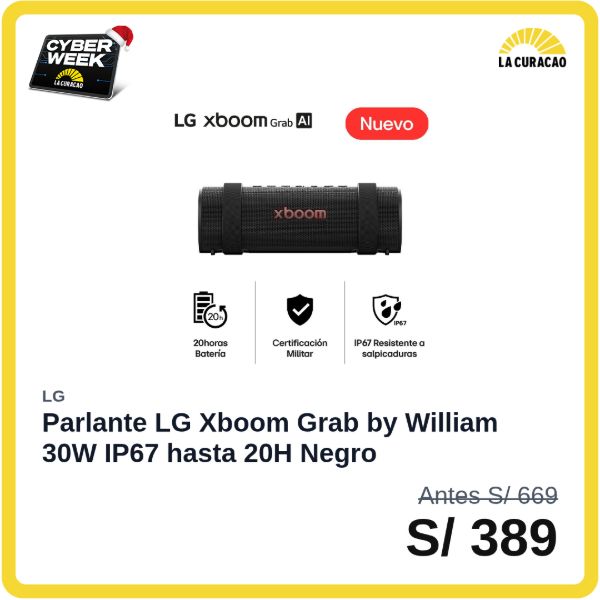 CYBER
WEEK
LA CURACAO
LA CURACAO
LG xboom Grab AI
Nuevo
xboom
20h
IP67
20horas
Batería
Certificación
Militar
IP67 Resistente a
salpicaduras
LG
Parlante LG Xboom Grab by William
30W IP67 hasta 20H Negro
Antes S/ 669
S/ 389